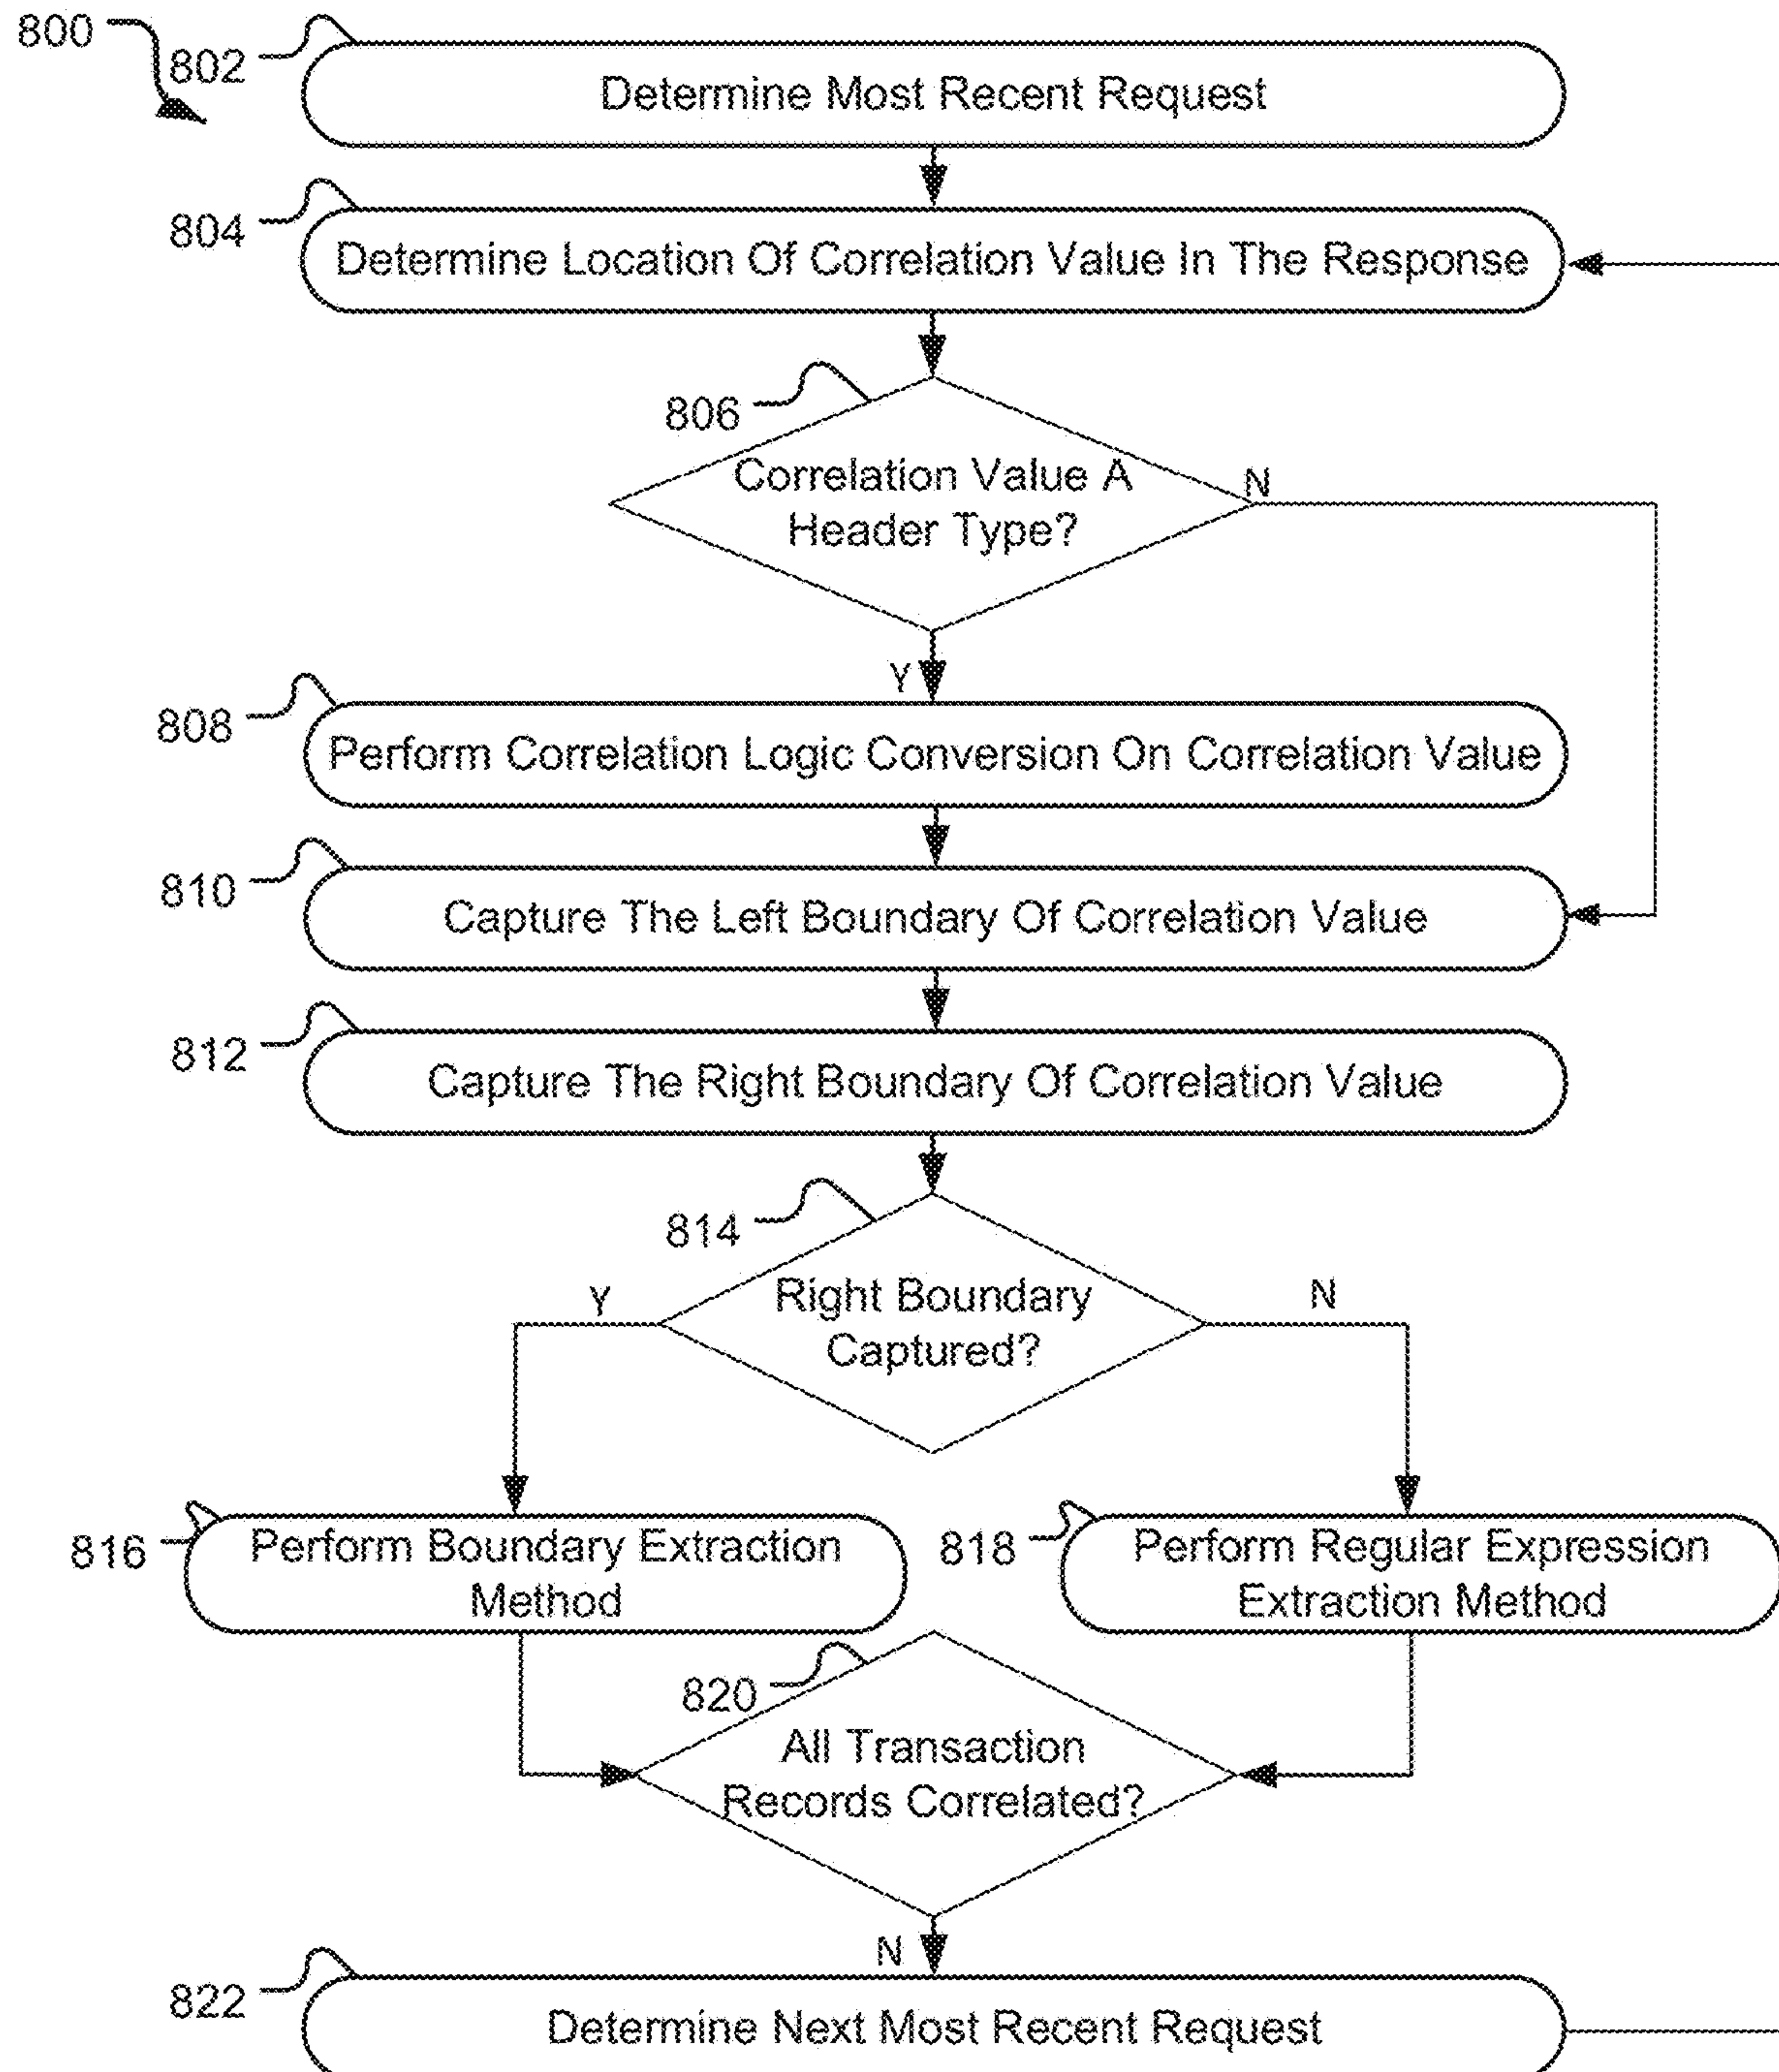 800
802
Determine Most Recent Request
804
Determine Location Of Correlation Value In The Response
806
Correlation Value A
Header Type?
N
Y
808
Perform Correlation Logic Conversion On Correlation Value
810
Capture The Left Boundary Of Correlation Value
812
Capture The Right Boundary Of Correlation Value
814
Right Boundary
Captured?
Y
N
816
Perform Boundary Extraction
Method
818
Perform Regular Expression
Extraction Method
820
All Transaction
Records Correlated?
N
822
Determine Next Most Recent Request